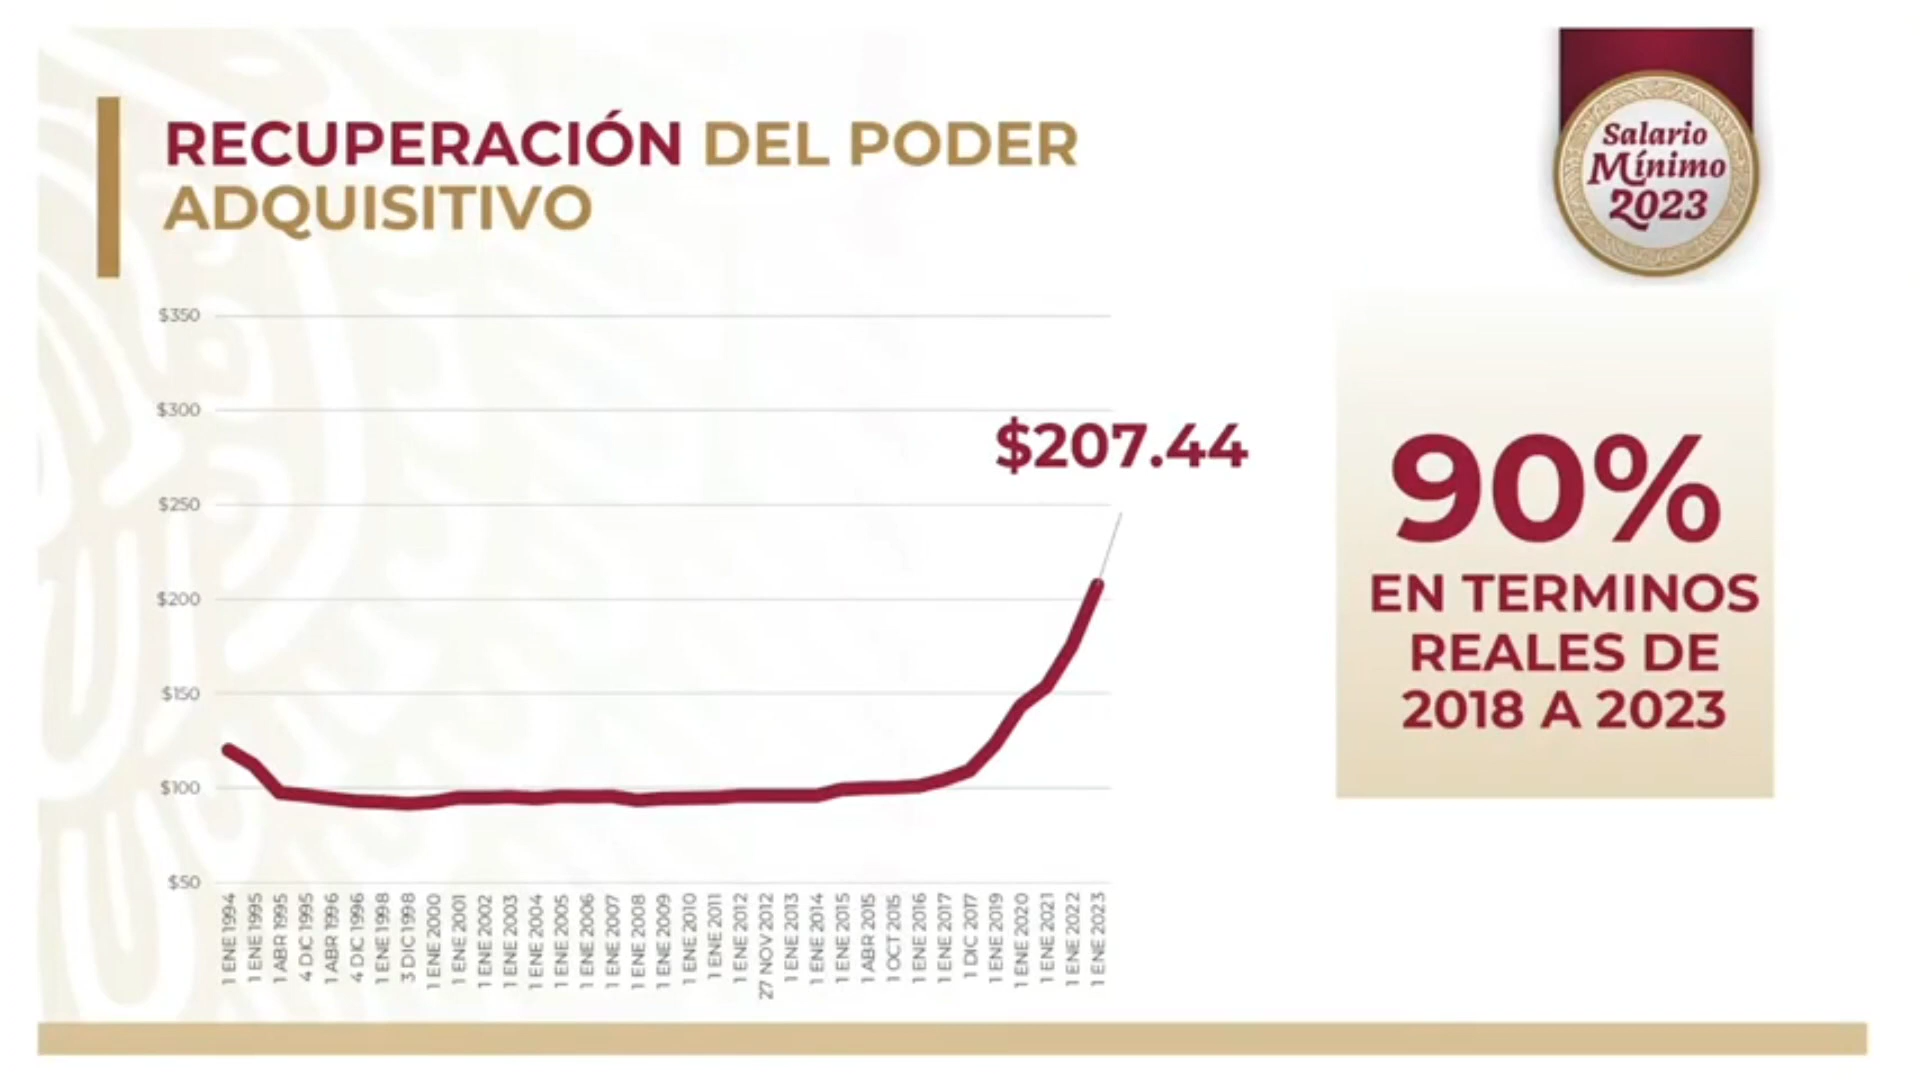 RECUPERACIÓN DEL PODER
ADQUISITIVO
Salario
Mínimo
2023
$350
$300
$250
$200
$150
$100
$50
$207.44
1 ENE 1994
1 ENE 1995
1 ABR 1995
4 DIC 1995
1 ABR 1996
4 DIC 1996
1 ENE 1998
3 DIC 1998
1 ENE 2000
1 ENE 2001
1 ENE 2002
1 ENE 2003
1 ENE 2004
1 ENE 2005
1 ENE 2006
1 ENE 2007
1 ENE 2008
1 ENE 2009
1 ENE 2010
1 ENE 2011
1 ENE 2012
27 NOV 2012
1 ENE 2013
1 ENE 2014
1 ENE 2015
1 ABR 2015
1 OCT 2015
1 ENE 2016
1 ENE 2017
1 DIC 2017
1 ENE 2019
1 ENE 2020
1 ENE 2021
1 ENE 2022
1 ENE 2023
90%
EN TERMINOS
REALES DE
2018 A 2023